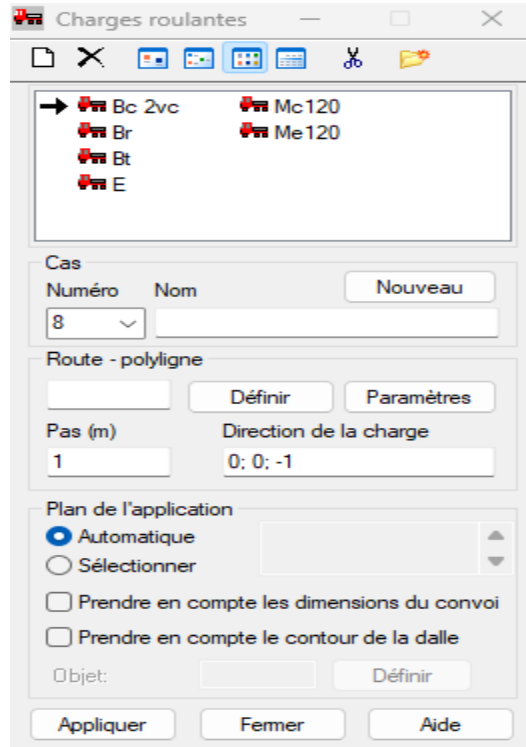 Charges roulantes
Bc 2vc Mc120
Br Me120
Bt
E
Cas
Numéro Nom Nouveau
8
Route - polyligne
Définir Paramètres
Pas (m) Direction de la charge
1 0; 0; -1
Plan de l'application
Automatique
Sélectionner
Prendre en compte les dimensions du convoi
Prendre en compte le contour de la dalle
Objet: Définir
Appliquer Fermer Aide